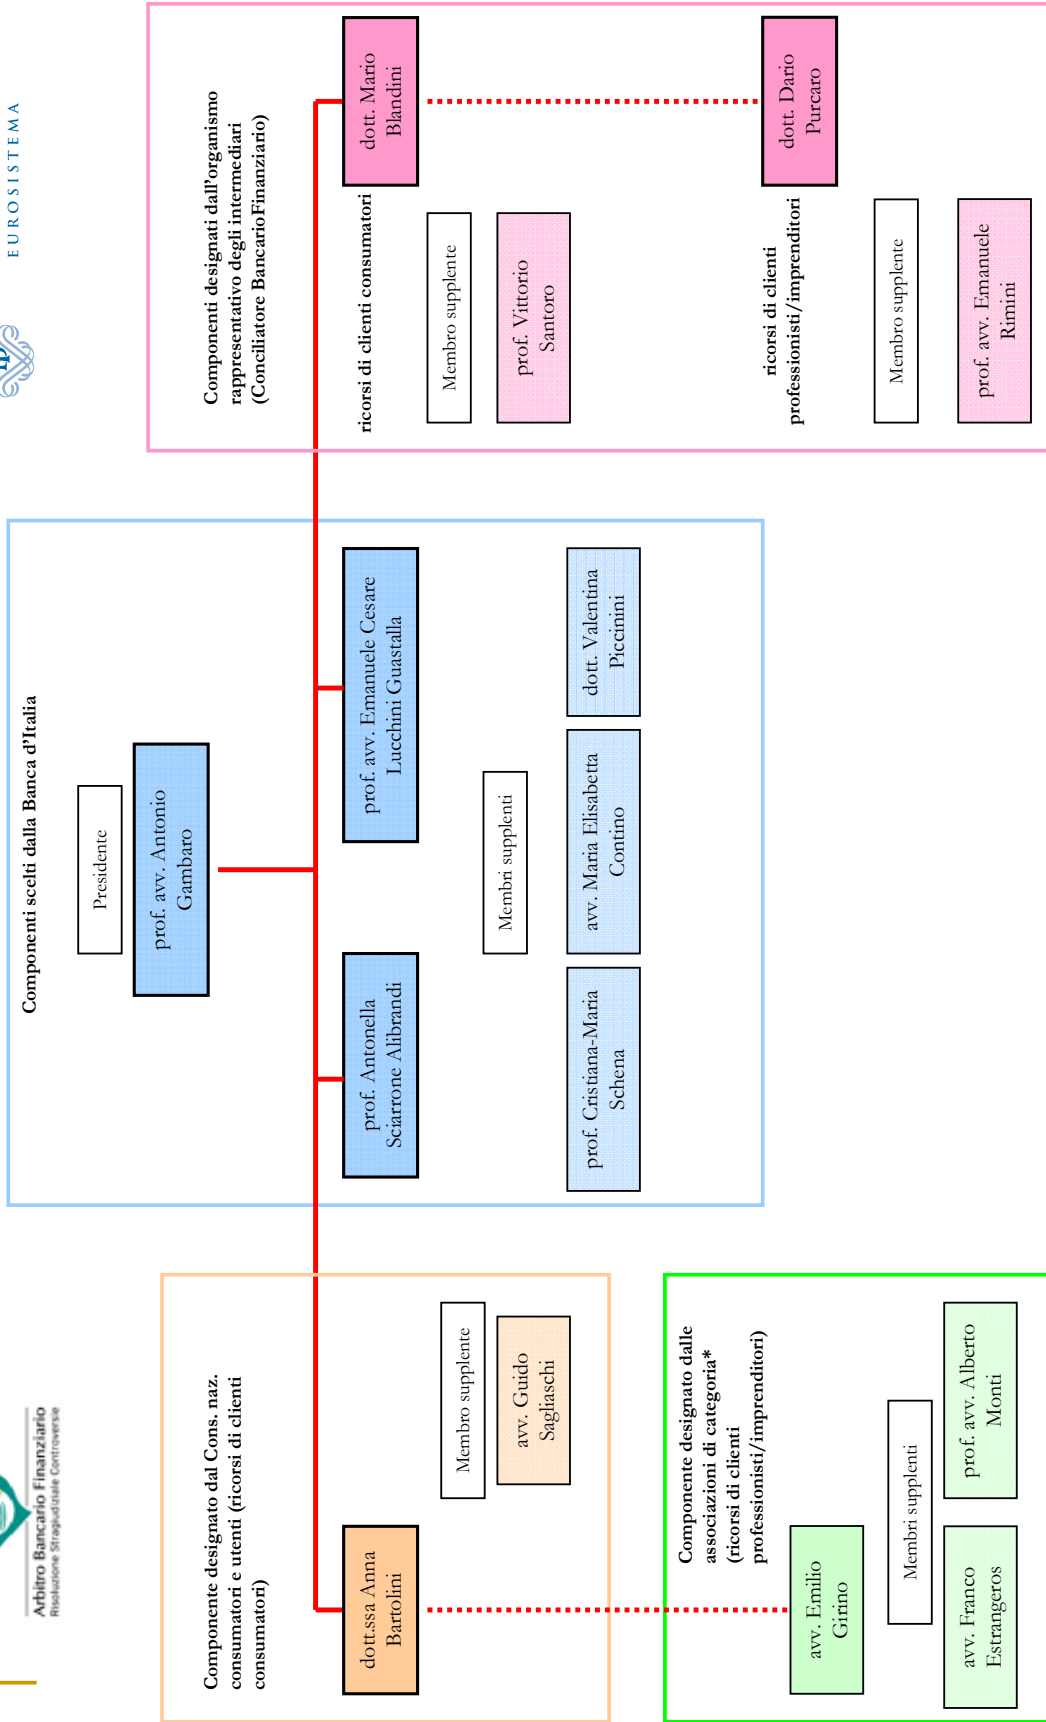 Arbitro Bancario Finanziario
Risoluzione Stragiudiziale Controversie
EUROSISTEMA
Componenti scelti dalla Banca d'Italia
Presidente
prof. avv. Antonio
Gambaro
prof. Antonella
Sciarrone Alibrandi
prof. avv. Emanuele Cesare
Lucchini Guastalla
Membri supplenti
prof. Cristiana-Maria
Schena
avv. Maria Elisabetta
Contino
dott. Valentina
Piccinini
Componente designato dal Cons. naz.
consumatori e utenti (ricorsi di clienti
consumatori)
dott.ssa Anna
Bartolini
Membro supplente
avv. Guido
Sagliaschi
Componente designato dalle
associazioni di categoria*
(ricorsi di clienti
professionisti/imprenditori)
avv. Emilio
Girino
Membri supplenti
avv. Franco
Estrangeros
prof. avv. Alberto
Monti
Componenti designati dall'organismo
rappresentativo degli intermediari
(Conciliatore BancarioFinanziario)
dott. Mario
Blandini
ricorsi di clienti consumatori
Membro supplente
prof. Vittorio
Santoro
dott. Dario
Purcaro
ricorsi di clienti
professionisti/imprenditori
Membro supplente
prof. avv. Emanuele
Rimini